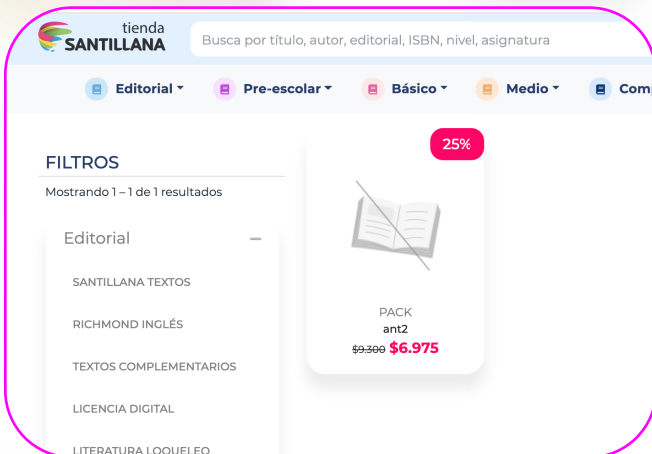 tienda
SANTILLANA
Busca por título, autor, editorial, ISBN, nivel, asignatura
Editorial
Pre-escolar
Básico
Medio
FILTROS
Mostrando 1 – 1 de 1 resultados
25%
Editorial
SANTILLANA TEXTOS
RICHMOND INGLÉS
TEXTOS COMPLEMENTARIOS
LICENCIA DIGITAL
LITERATURA LOQUELEO
PACK
ant2
$9.300 $6.975